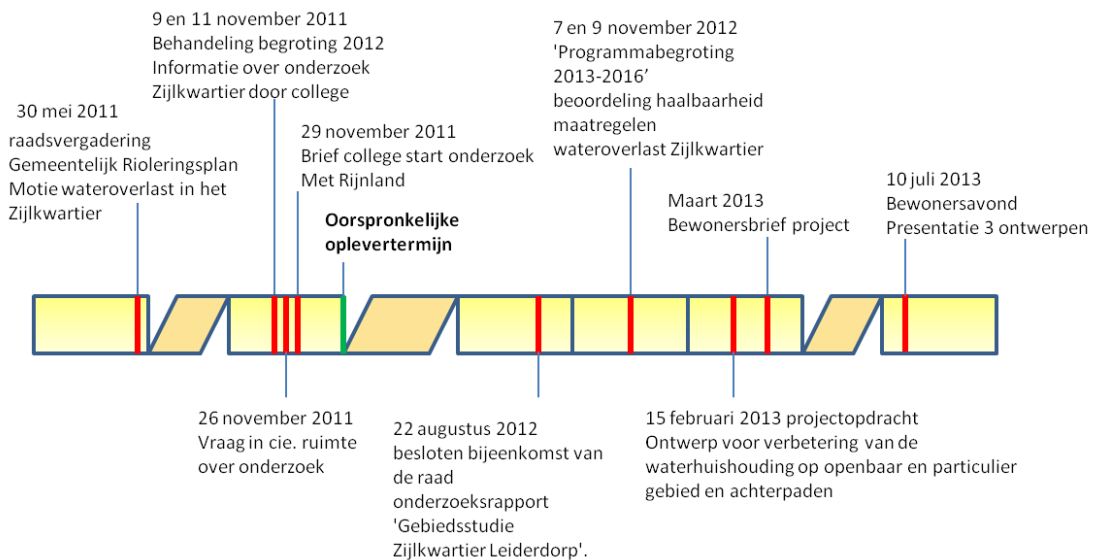 9 en 11 november 2011
Behandeling begroting 2012
Informatie over onderzoek
Zijlkwartier door college
7 en 9 november 2012
'Programmabegroting
2013-2016’
beoordeling haalbaarheid
maatregelen
wateroverlast Zijlkwartier
30 mei 2011
raadsvergadering
Gemeentelijk Rioleringsplan
Motie wateroverlast in het
Zijlkwartier
29 november 2011
Brief college start onderzoek
Met Rijnland
Oorspronkelijke
oplevertermijn
Maart 2013
Bewonersbrief project
10 juli 2013
Bewonersavond
Presentatie 3 ontwerpen
26 november 2011
Vraag in cie. ruimte
over onderzoek
22 augustus 2012
besloten bijeenkomst van
de raad
onderzoeksrapport
'Gebiedsstudie
Zijlkwartier Leiderdorp'.
15 februari 2013 projectopdracht
Ontwerp voor verbetering van de
waterhuishouding op openbaar en particulier
gebied en achterpaden